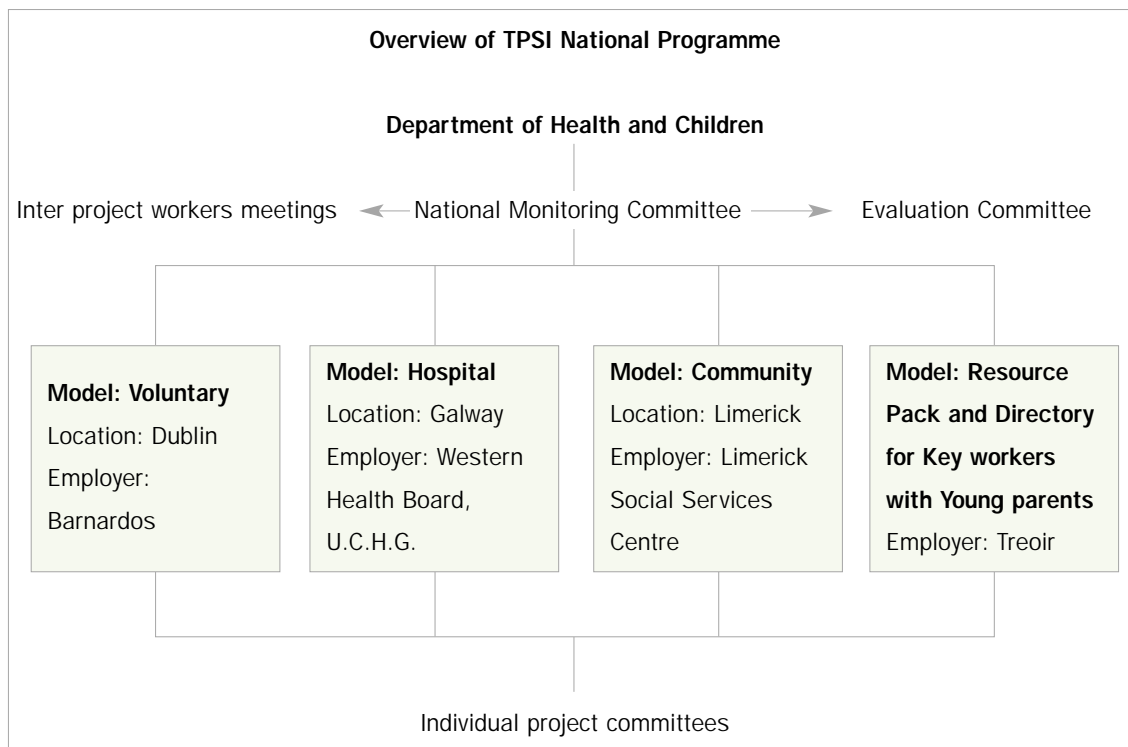 Overview of TPSI National Programme
Department of Health and Children
Inter project workers meetings
National Monitoring Committee
Evaluation Committee
Model: Voluntary
Location: Dublin
Employer:
Barnardos
Model: Hospital
Location: Galway
Employer: Western
Health Board,
U.C.H.G.
Model: Community
Location: Limerick
Employer: Limerick
Social Services
Centre
Model: Resource
Pack and Directory
for Key workers
with Young parents
Employer: Treoir
Individual project committees